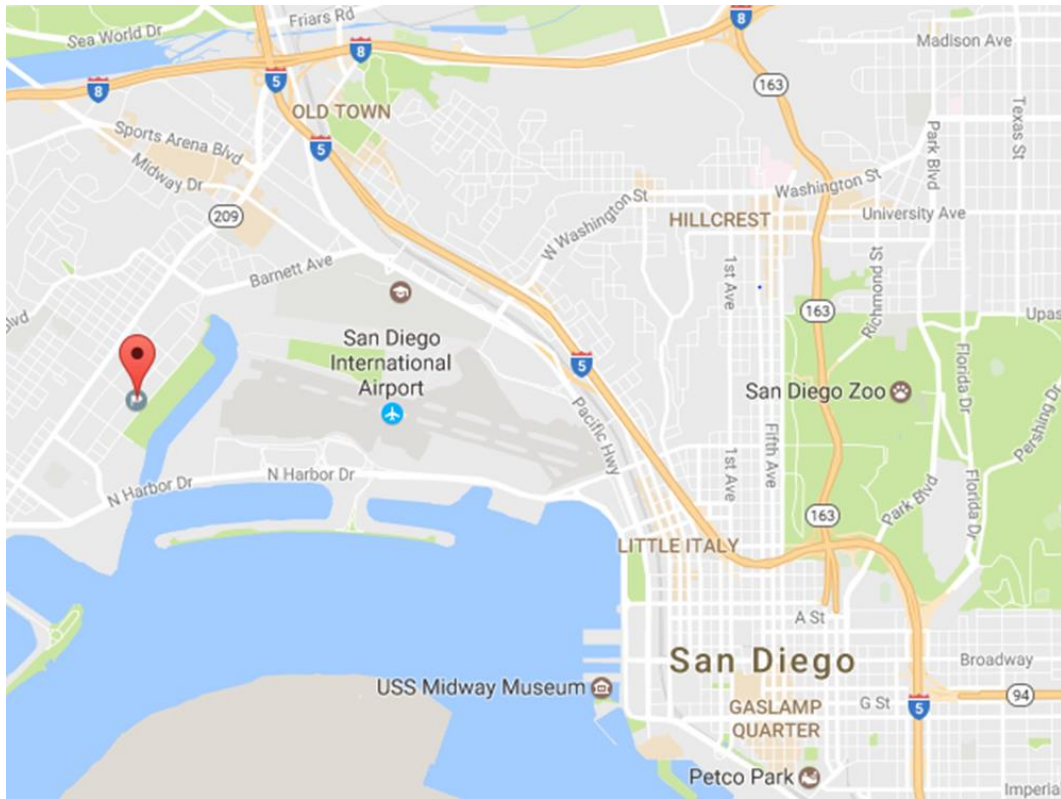 Sea World Dr
Friars Rd
8
8
5
8
Madison Ave
163
OLD TOWN
5
Sports Arena Blvd
Midway Dr
209
Park Blvd
Texas St
Washington St
W Washington St
HILLCREST
University Ave
Barnett Ave
1st Ave
Richmond St
163
Upas
San Diego
International
Airport
5
San Diego Zoo
Florida Dr
Pershing Dr
Pacific Hwy
Fifth Ave
1st Ave
N Harbor Dr
N Harbor Dr
163
Park Blvd
Florida Dr
LITTLE ITALY
A St
San Diego
Broadway
USS Midway Museum
94
GASLAMP
QUARTER
G St
5
Petco Park
Imperia